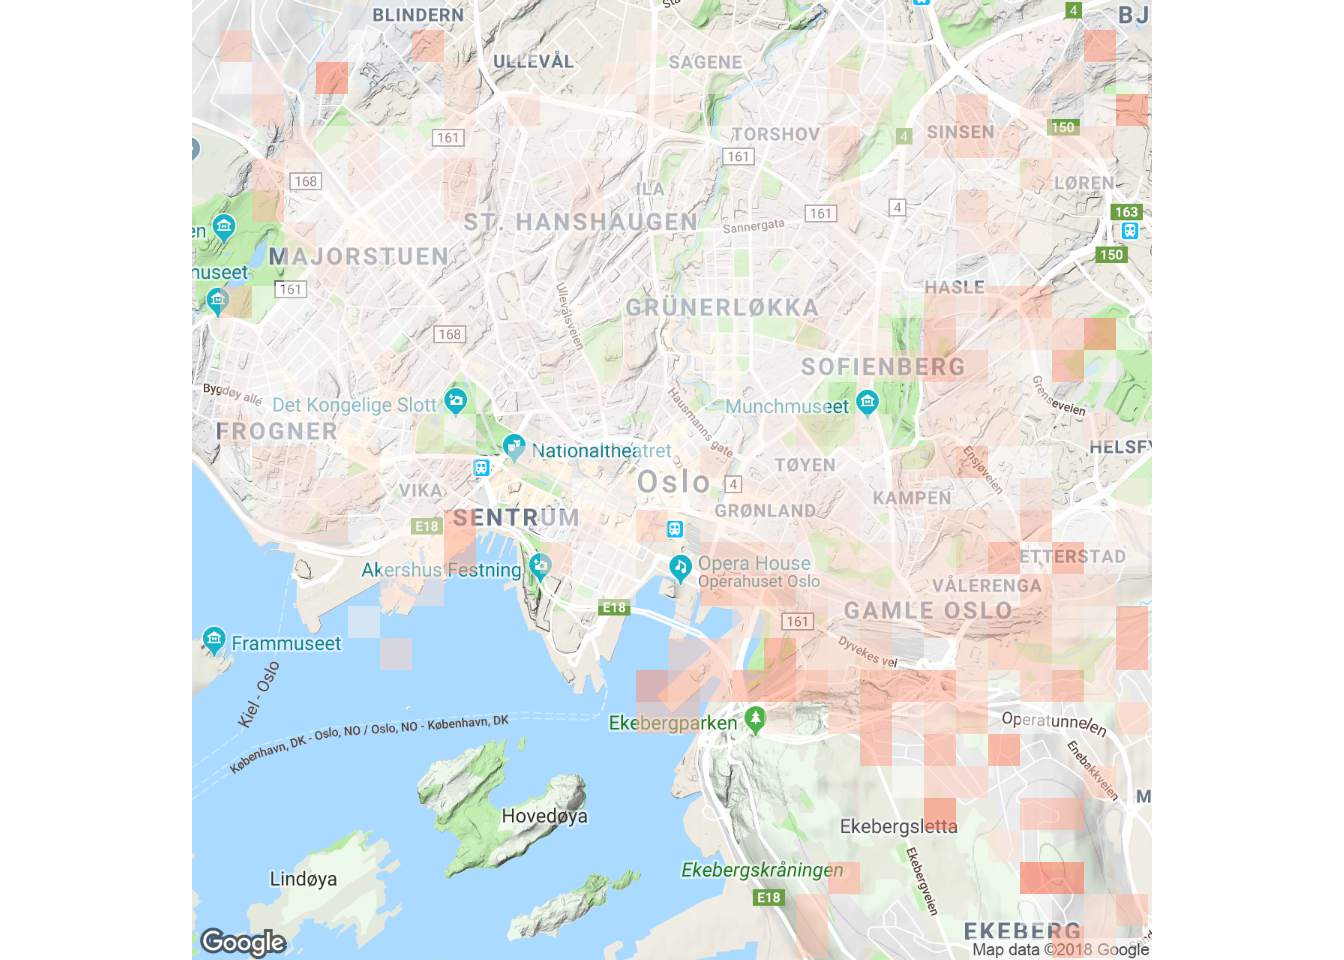 BLINDERN
4
BJ
ULLEVÅL
SAGENE
161
TORSHOV
4
SINSEN
150
161
168
ILA
LØREN
ST. HANSHAUGEN
Sannergata
161
4
163
en
MAJORSTUEN
150
museet
161
HASLE
Ullevålsveien
GRÜNERLØKKA
168
SOFIENBERG
Bygdøy allé
Det Kongelige Slott
Hausmanns gate
Munchmuseet
Grenseveien
FROGNER
Nationaltheatret
HELSFY
Ensjøveien
TØYEN
VIKA
Oslo
4
KAMPEN
GRØNLAND
SENTRUM
E18
ETTERSTAD
Akershus Festning
Opera House
Operahuset Oslo
VÅLERENGA
E18
GAMLE OSLO
161
Frammuseet
Dyvekes vei
Kiel - Oslo
København, DK - Oslo, NO / Oslo, NO - København, DK
Ekebergparken
Operatunnelen
Enebakkveien
M
Hovedøya
Ekebergsletta
Ekebergskråningen
Lindøya
Ekebergveien
E18
EKEBERG
Google
Map data ©2018 Google